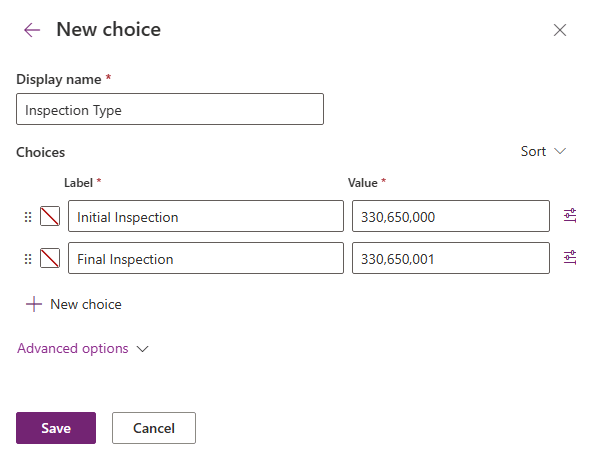 New choice
Display name *
Inspection Type
Choices
Sort
Label * Value *
Initial Inspection 330,650,000
Final Inspection 330,650,001
New choice
Advanced options
Save Cancel